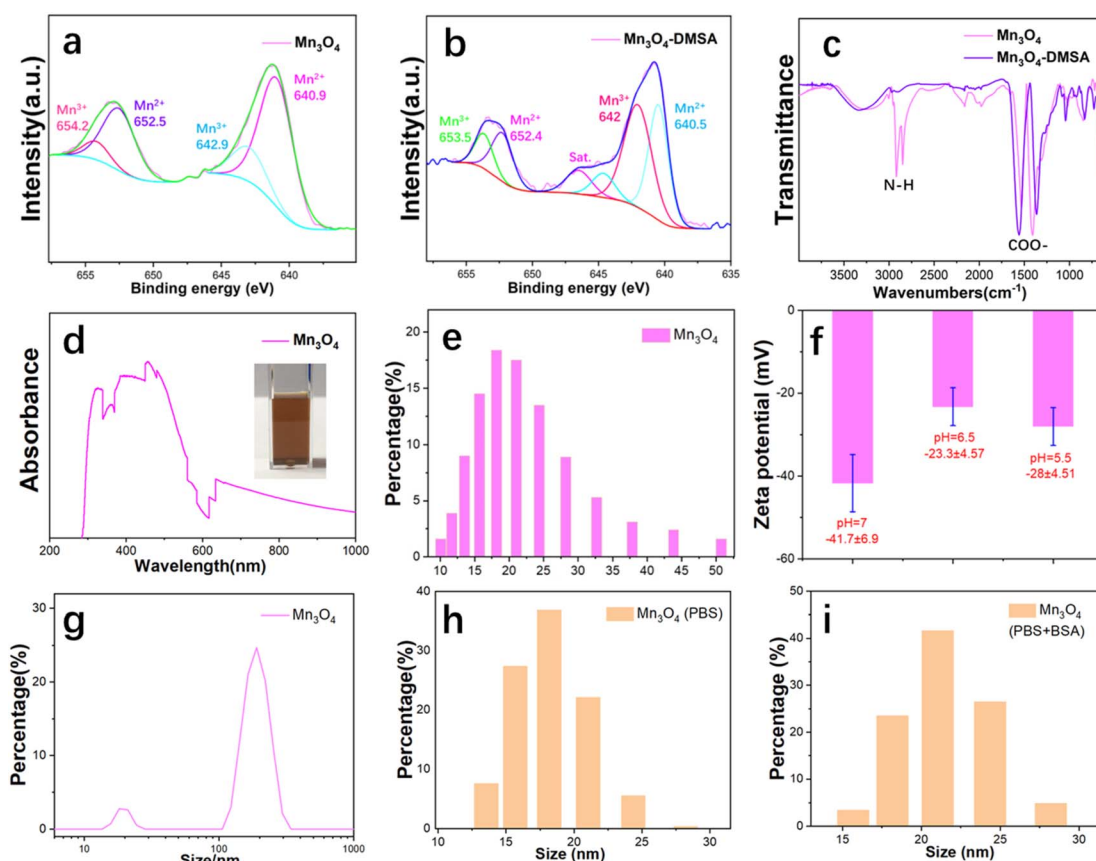 a
Mn₃O₄
Mn³⁺
654.2
Mn²⁺
652.5
Mn³⁺
642.9
Mn²⁺
640.9
Intensity(a.u.)
655 650 645 640
Binding energy (eV)
b
Mn₃O₄-DMSA
Mn³⁺
653.5
Mn²⁺
652.4
Sat.
Mn³⁺
642
Mn²⁺
640.5
Intensity(a.u.)
655 650 645 640 635
Binding energy (eV)
c
Mn₃O₄
Mn₃O₄-DMSA
N-H
COO-
Transmittance
3500 3000 2500 2000 1500 1000
Wavenumbers(cm⁻¹)
d
Mn₃O₄
Absorbance
200 400 600 800 1000
Wavelength(nm)
e
Mn₃O₄
Percentage(%)
20
15
10
5
0
10 15 20 25 30 35 40 45 50
f
Zeta potential (mV)
0
-20
-40
-60
pH=7
-41.7±6.9
pH=6.5
-23.3±4.57
pH=5.5
-28±4.51
g
Mn₃O₄
Percentage(%)
30
20
10
0
10 100 1000
Size/nm
h
Mn₃O₄ (PBS)
Percentage(%)
40
30
20
10
0
10 15 20 25 30
Size (nm)
i
Mn₃O₄
(PBS+BSA)
Percentage (%)
50
40
30
20
10
0
15 20 25 30
Size (nm)